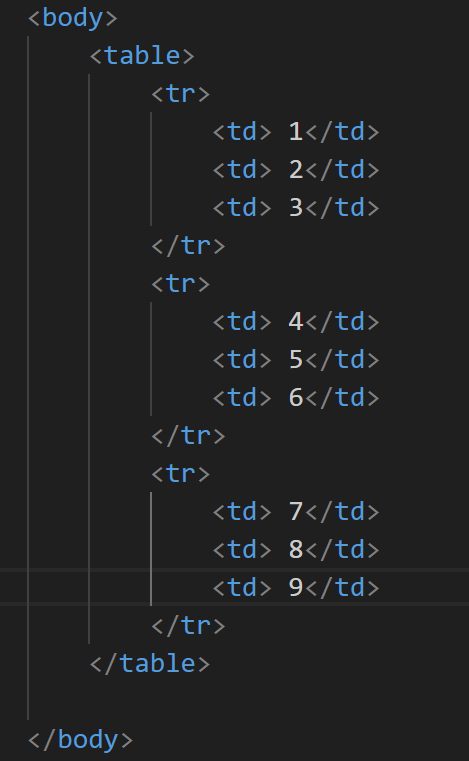 <body>
<table>
<tr>
<td> 1</td>
<td> 2</td>
<td> 3</td>
</tr>
<tr>
<td> 4</td>
<td> 5</td>
<td> 6</td>
</tr>
<tr>
<td> 7</td>
<td> 8</td>
<td> 9</td>
</tr>
</table>
</body>